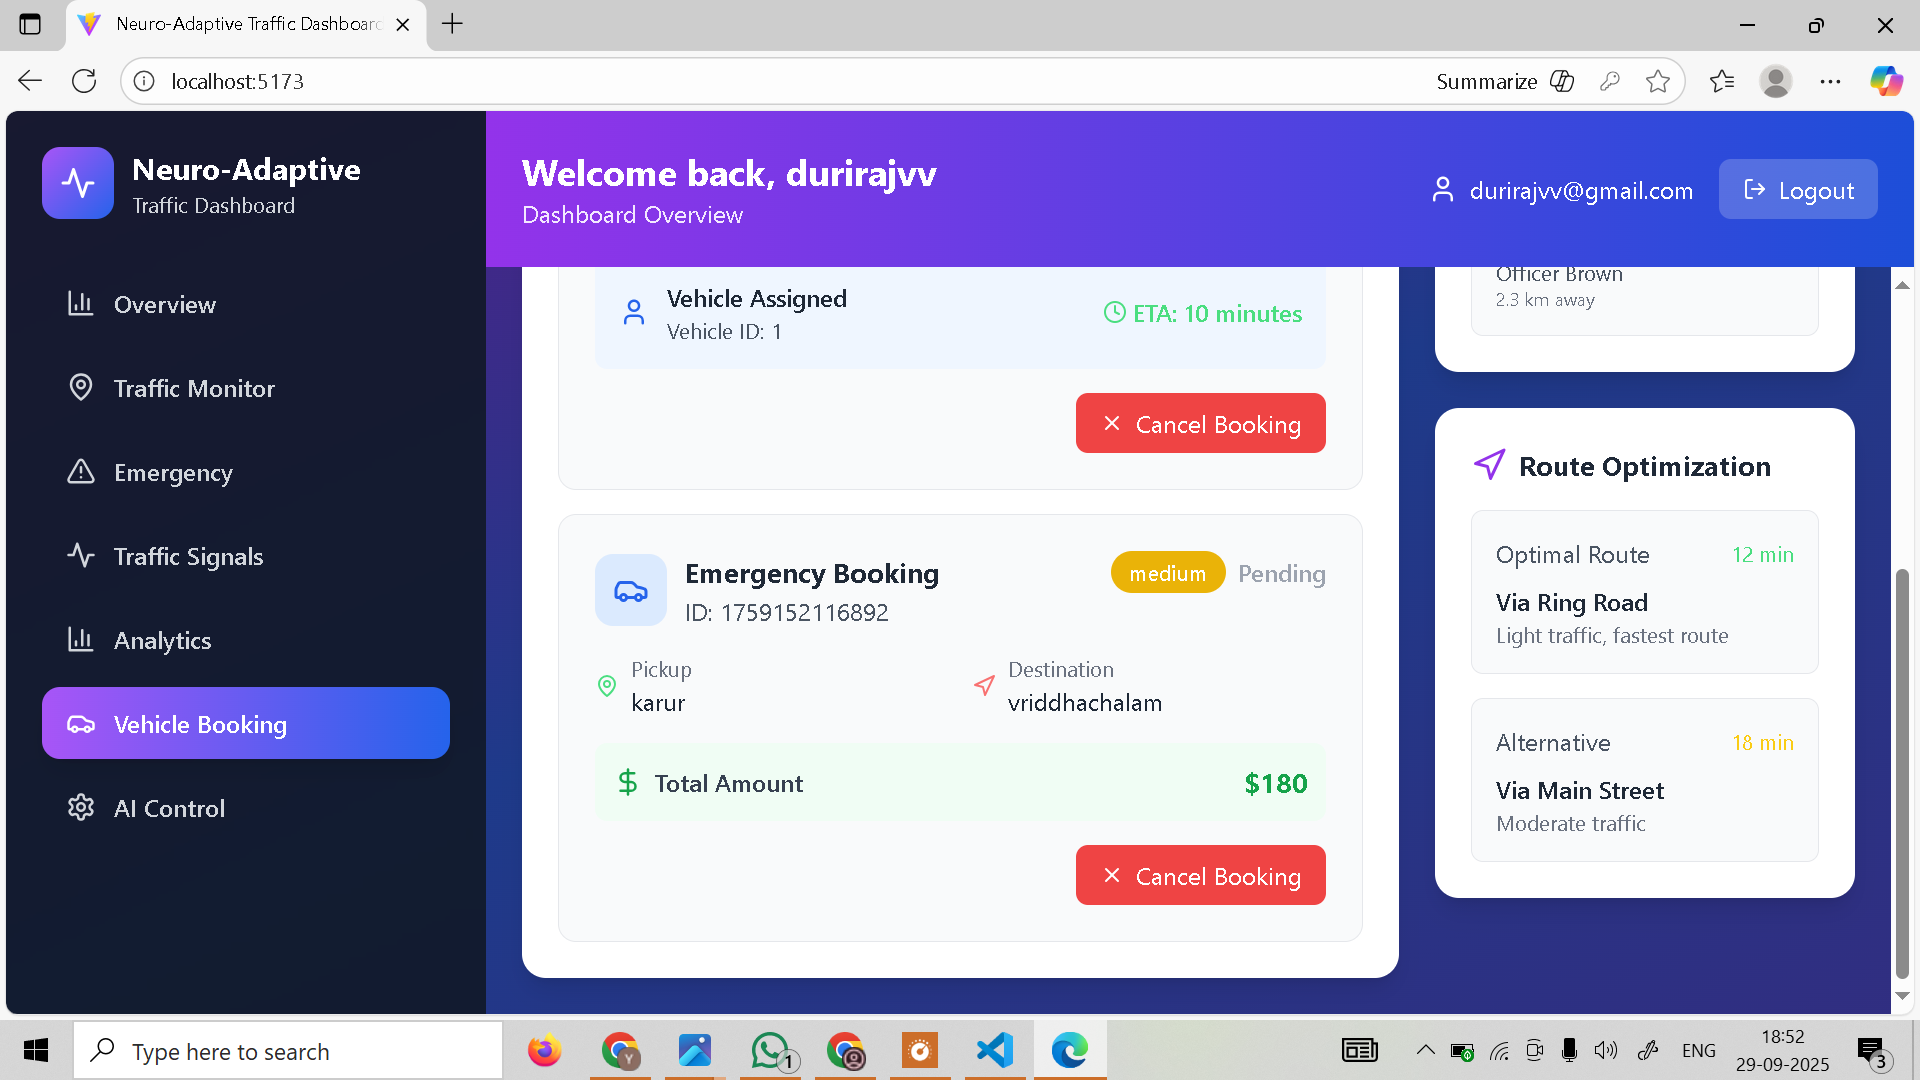 Neuro-Adaptive Traffic Dashboard
localhost:5173
Summarize
Neuro-Adaptive
Traffic Dashboard
Overview
Traffic Monitor
Emergency
Traffic Signals
Analytics
Vehicle Booking
AI Control
Welcome back, durirajvv
Dashboard Overview
durirajvv@gmail.com
Logout
Vehicle Assigned
Vehicle ID: 1
ETA: 10 minutes
Cancel Booking
Emergency Booking
ID: 1759152116892
medium
Pending
Pickup
karur
Destination
vriddhachalam
Total Amount
$180
Cancel Booking
Officer Brown
2.3 km away
Route Optimization
Optimal Route
12 min
Via Ring Road
Light traffic, fastest route
Alternative
18 min
Via Main Street
Moderate traffic
Type here to search
Y
1
ENG
18:52
29-09-2025
3